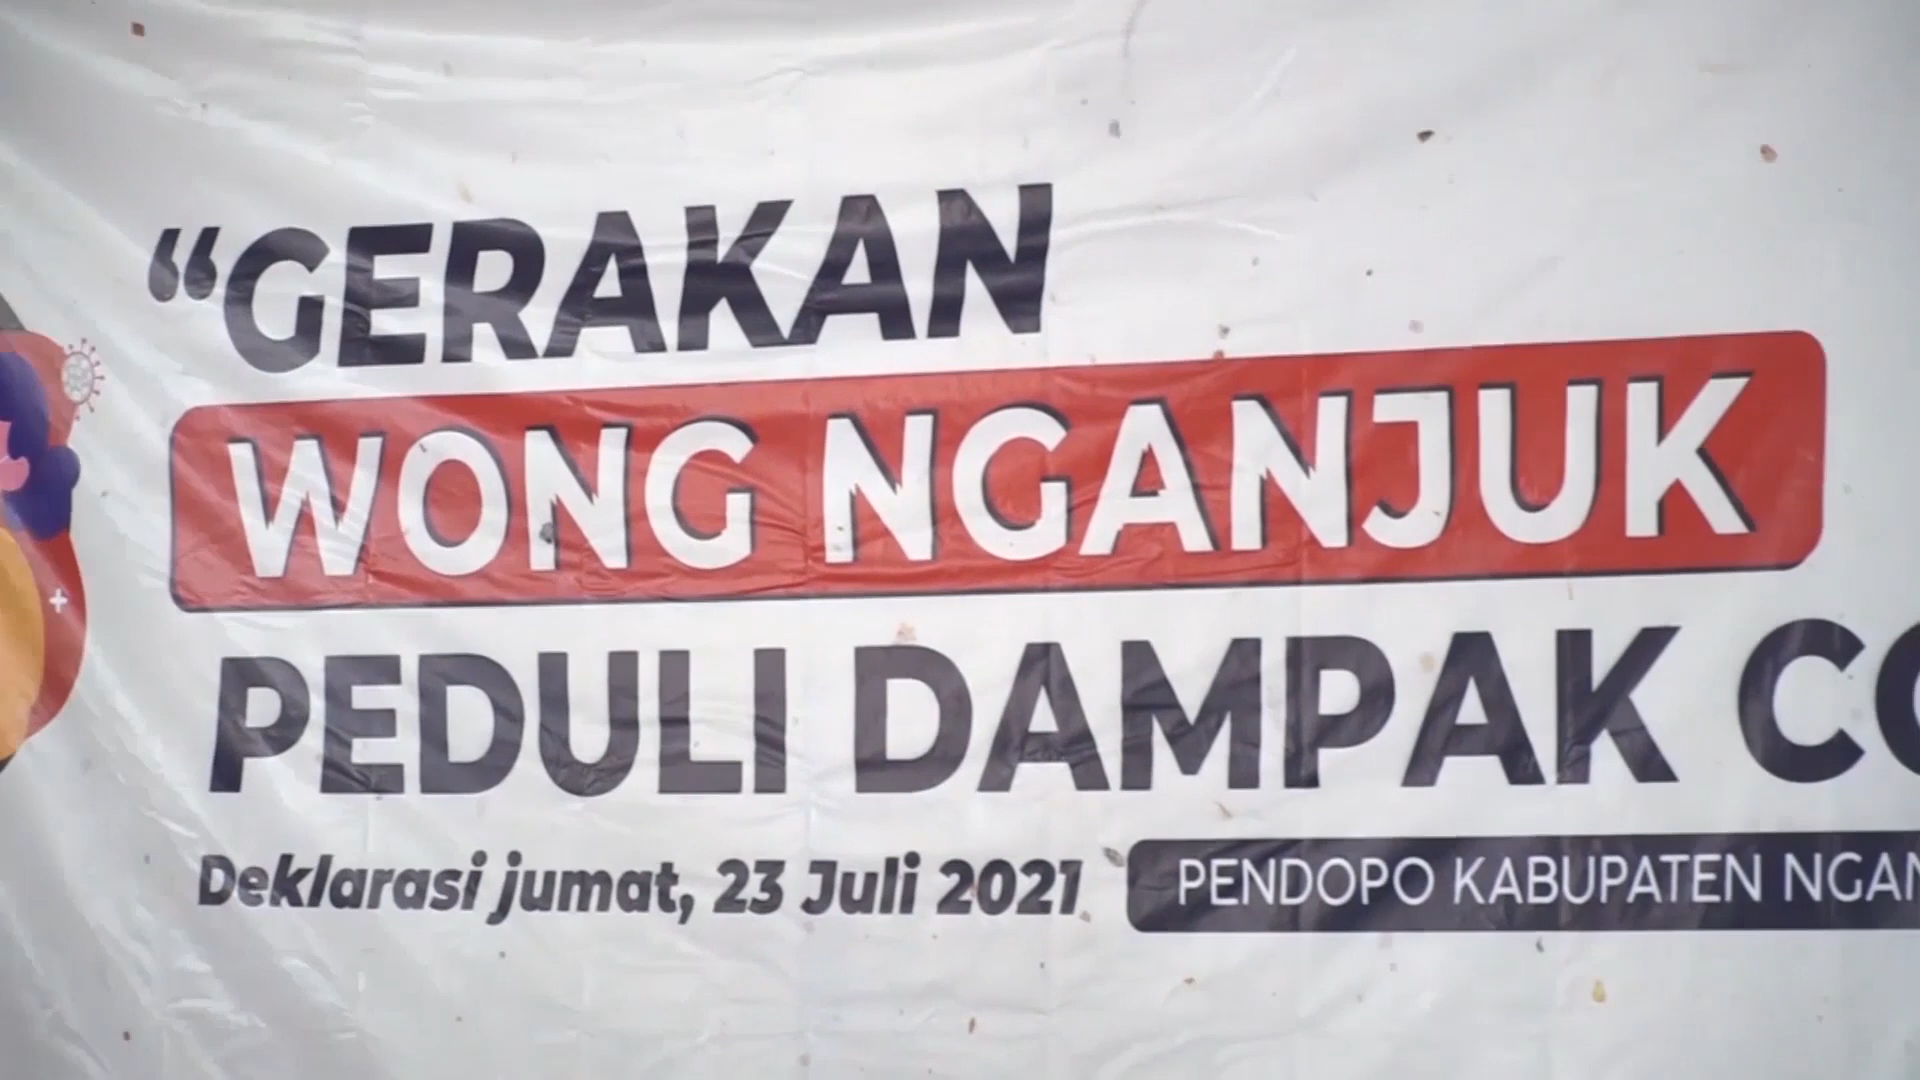 “GERAKAN
WONG NGANJUK
PEDULI DAMPAK
Deklarasi jumat, 23 Juli 2021
PENDOPO KABUPATEN